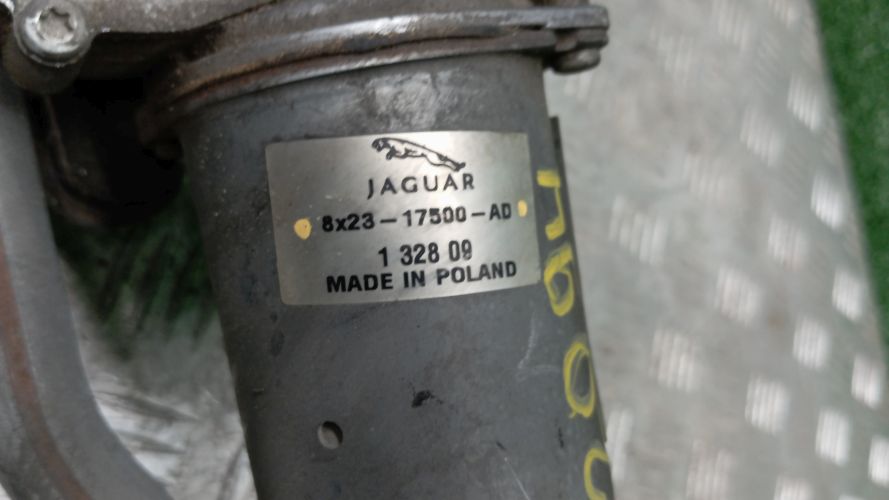 JAGUAR
8x23-17500-AD
1 328 09
MADE IN POLAND